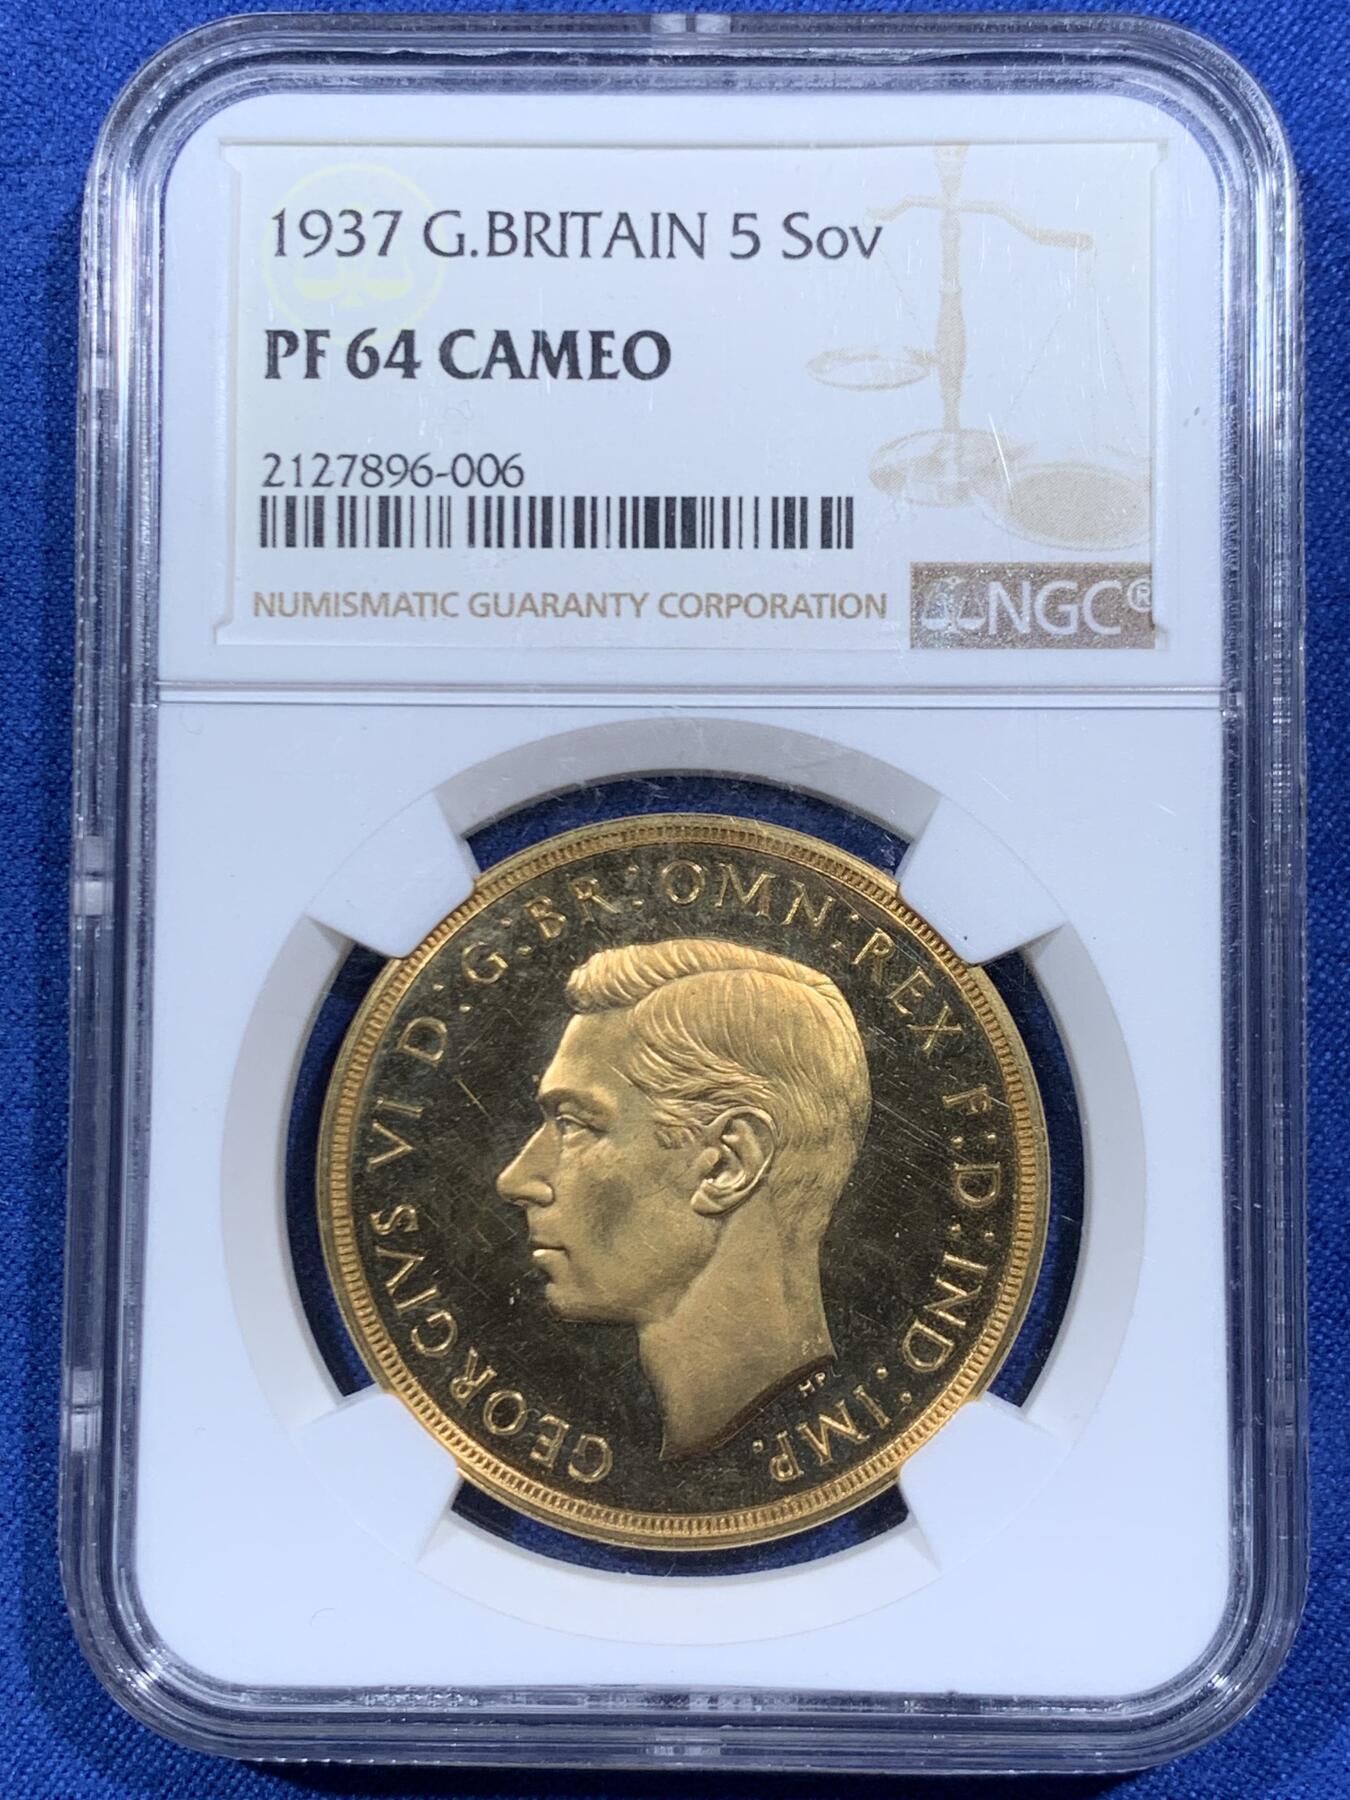 1937 G.BRITAIN 5 Sov
PF 64 CAMEO
2127896-006
NUMISMATIC GUARANTY CORPORATION
NGC®
GEORGIVS VI D:G:BR:OMN:REX F:D:IND:IMP.
HP